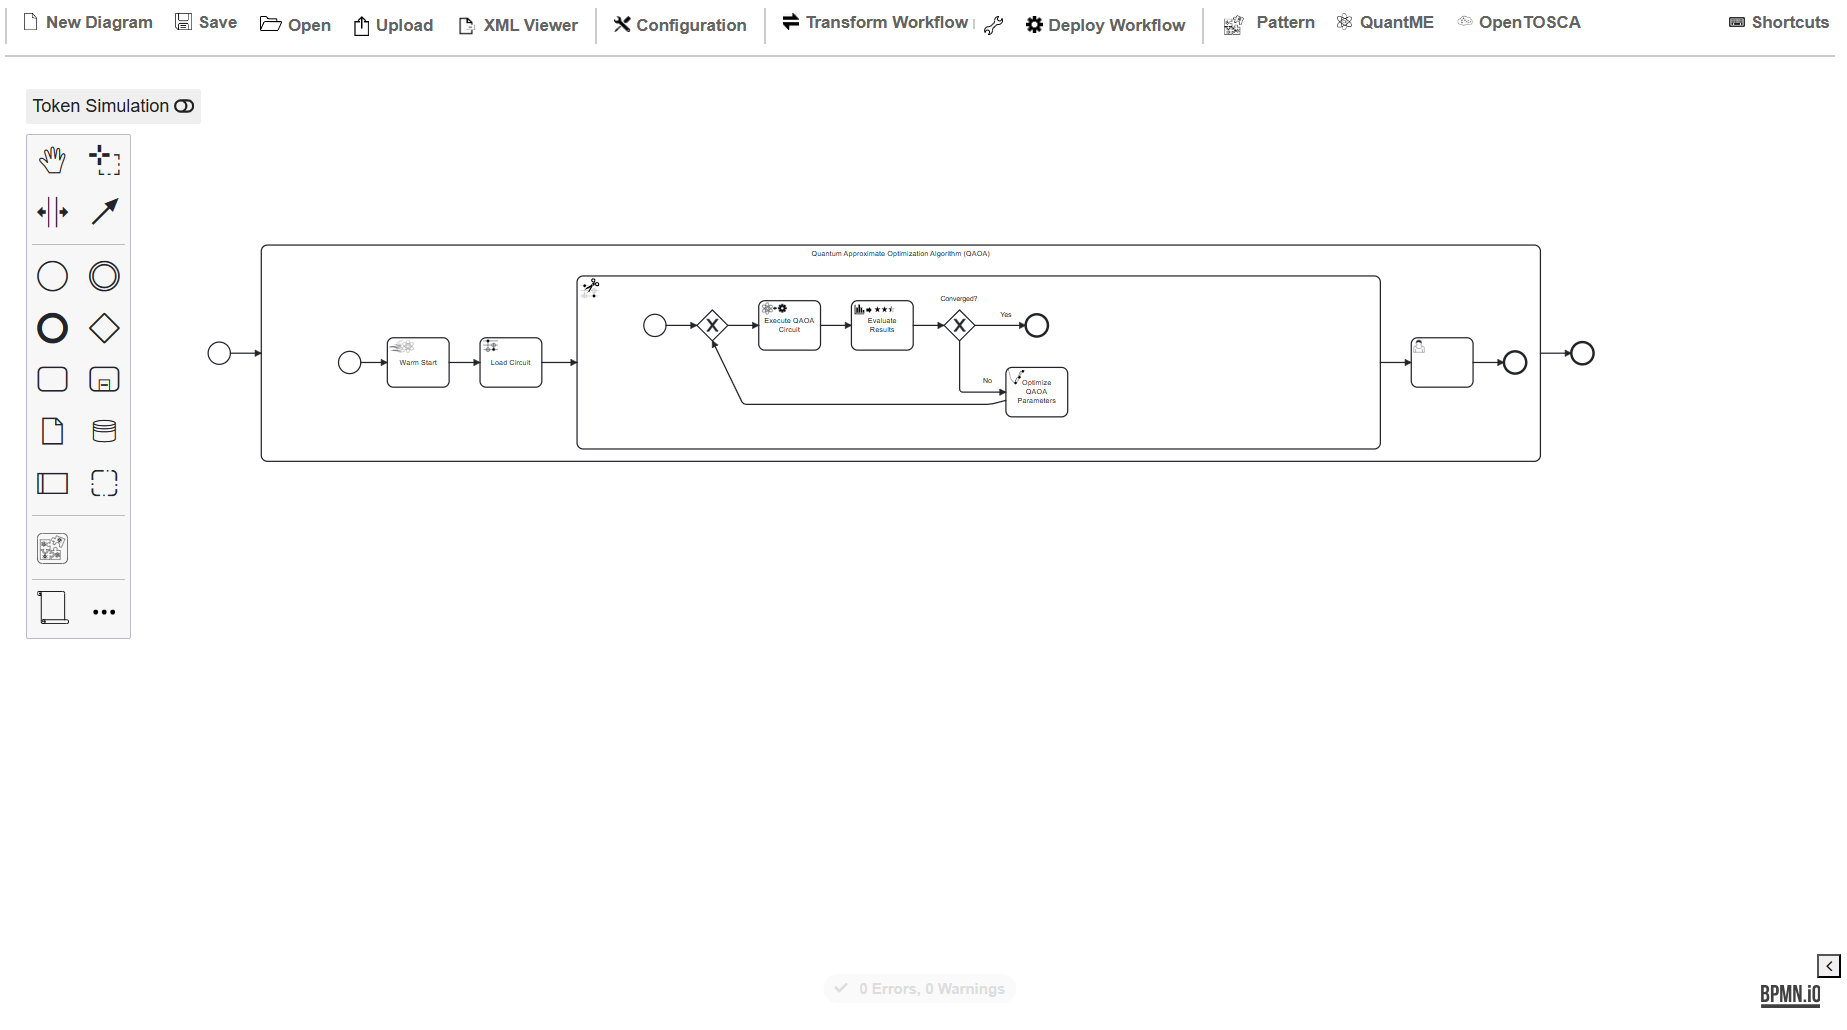 New Diagram Save Open Upload XML Viewer Configuration Transform Workflow Deploy Workflow Pattern QuantME OpenTOSCA Shortcuts
Token Simulation
Quantum Approximate Optimization Algorithm (QAOA)
Converged?
Yes
Execute QAOA
Circuit
Evaluate
Results
Warm Start
Load Circuit
No
Optimize
QAOA
Parameters
0 Errors, 0 Warnings
BPMN.iO